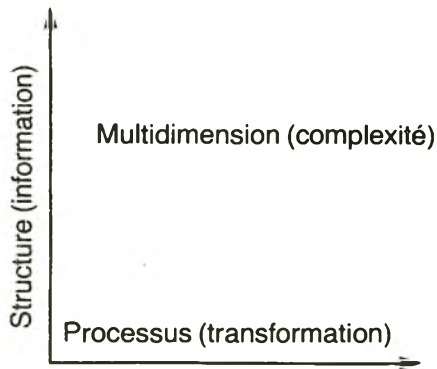 Structure (information)
Multidimension (complexité)
Processus (transformation)